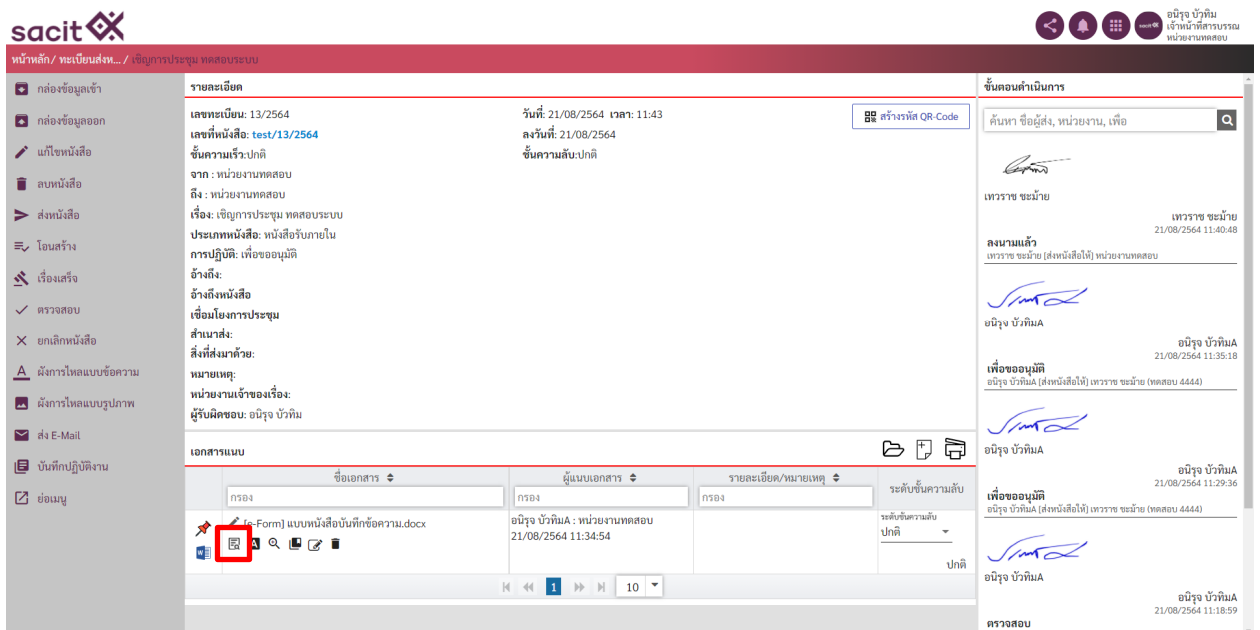 sacit
อนิรุจ บัวทิม
เจ้าหน้าที่สารบรรณ
หน่วยงานทดสอบ
หน้าหลัก / ทะเบียนส่งห... / เชิญการประชุม ทดสอบระบบ
กล่องข้อมูลเข้า
กล่องข้อมูลออก
แก้ไขหนังสือ
ลบหนังสือ
ส่งหนังสือ
โอนสร้าง
เรื่องเสร็จ
ตรวจสอบ
ยกเลิกหนังสือ
ผังการไหลแบบข้อความ
ผังการไหลแบบรูปภาพ
ส่ง E-Mail
บันทึกปฏิบัติงาน
ย่อเมนู
รายละเอียด
เลขทะเบียน: 13/2564 วันที่: 21/08/2564 เวลา: 11:43
สร้างรหัส QR-Code
เลขที่หนังสือ: test/13/2564 ลงวันที่: 21/08/2564
ชั้นความเร็ว:ปกติ ชั้นความลับ:ปกติ
จาก : หน่วยงานทดสอบ
ถึง : หน่วยงานทดสอบ
เรื่อง: เชิญการประชุม ทดสอบระบบ
ประเภทหนังสือ: หนังสือรับภายใน
การปฏิบัติ: เพื่อขออนุมัติ
อ้างถึง:
อ้างถึงหนังสือ
เชื่อมโยงการประชุม
สำเนาส่ง:
สิ่งที่ส่งมาด้วย:
หมายเหตุ:
หน่วยงานเจ้าของเรื่อง:
ผู้รับผิดชอบ: อนิรุจ บัวทิม
เอกสารแนบ
ชื่อเอกสาร ผู้แนบเอกสาร รายละเอียด/หมายเหตุ ระดับชั้นความลับ
กรอง กรอง กรอง
[e-Form] แบบหนังสือบันทึกข้อความ.docx
อนิรุจ บัวทิมA : หน่วยงานทดสอบ
21/08/2564 11:34:54
ระดับชั้นความลับ
ปกติ
ปกติ
1 10
ขั้นตอนดำเนินการ
ค้นหา ชื่อผู้ส่ง, หน่วยงาน, เพื่อ
เทวราช ชะม้าย
เทวราช ชะม้าย
21/08/2564 11:40:48
ลงนามแล้ว
เทวราช ชะม้าย [ส่งหนังสือให้] หน่วยงานทดสอบ
อนิรุจ บัวทิมA
อนิรุจ บัวทิมA
21/08/2564 11:35:18
เพื่อขออนุมัติ
อนิรุจ บัวทิมA [ส่งหนังสือให้] เทวราช ชะม้าย (ทดสอบ 4444)
อนิรุจ บัวทิมA
อนิรุจ บัวทิมA
21/08/2564 11:29:36
เพื่อขออนุมัติ
อนิรุจ บัวทิมA [ส่งหนังสือให้] เทวราช ชะม้าย (ทดสอบ 4444)
อนิรุจ บัวทิมA
อนิรุจ บัวทิมA
21/08/2564 11:18:59
ตรวจสอบ